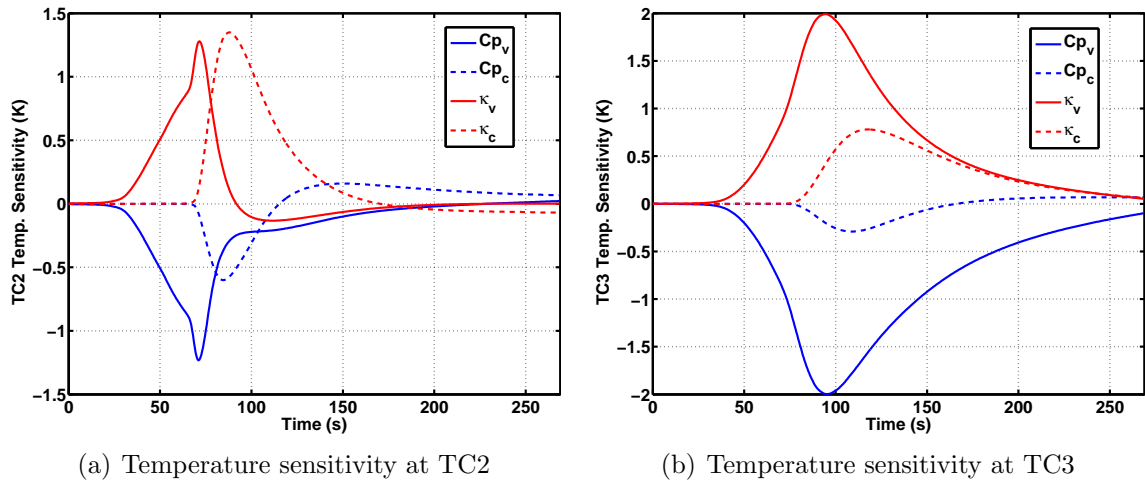 TC2 Temp. Sensitivity (K)
1.5
1
0.5
0
−0.5
−1
−1.5
0 50 100 150 200 250
Time (s)
Cp_v
Cp_c
κ_v
κ_c
(a) Temperature sensitivity at TC2
TC3 Temp. Sensitivity (K)
2
1.5
1
0.5
0
−0.5
−1
−1.5
−2
0 50 100 150 200 250
Time (s)
Cp_v
Cp_c
κ_v
κ_c
(b) Temperature sensitivity at TC3